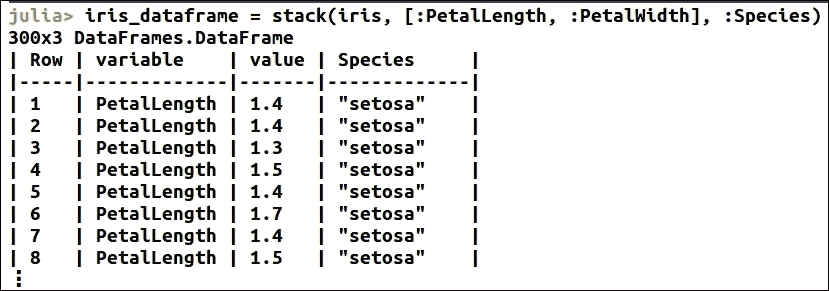 julia> iris_dataframe = stack(iris, [:PetalLength, :PetalWidth], :Species)
300x3 DataFrames.DataFrame
| Row | variable    | value | Species     |
|-----|-------------|-------|-------------|
| 1   | PetalLength | 1.4   | "setosa"    |
| 2   | PetalLength | 1.4   | "setosa"    |
| 3   | PetalLength | 1.3   | "setosa"    |
| 4   | PetalLength | 1.5   | "setosa"    |
| 5   | PetalLength | 1.4   | "setosa"    |
| 6   | PetalLength | 1.7   | "setosa"    |
| 7   | PetalLength | 1.4   | "setosa"    |
| 8   | PetalLength | 1.5   | "setosa"    |
⋮